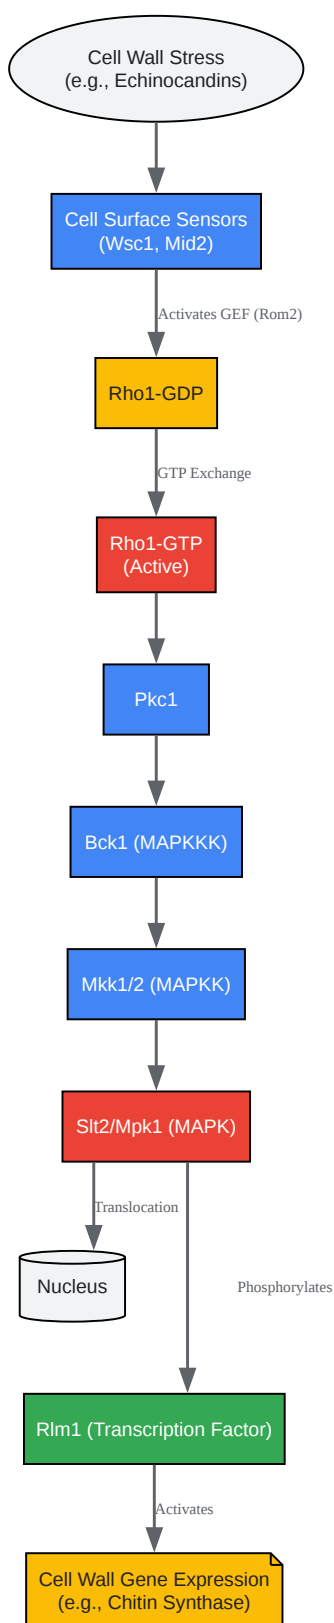 Cell Wall Stress
(e.g., Echinocandins)
Cell Surface Sensors
(Wsc1, Mid2)
Activates GEF (Rom2)
Rho1-GDP
GTP Exchange
Rho1-GTP
(Active)
Pkc1
Bck1 (MAPKKK)
Mkk1/2 (MAPKK)
Slt2/Mpk1 (MAPK)
Translocation
Nucleus
Phosphorylates
Rlm1 (Transcription Factor)
Activates
Cell Wall Gene Expression
(e.g., Chitin Synthase)